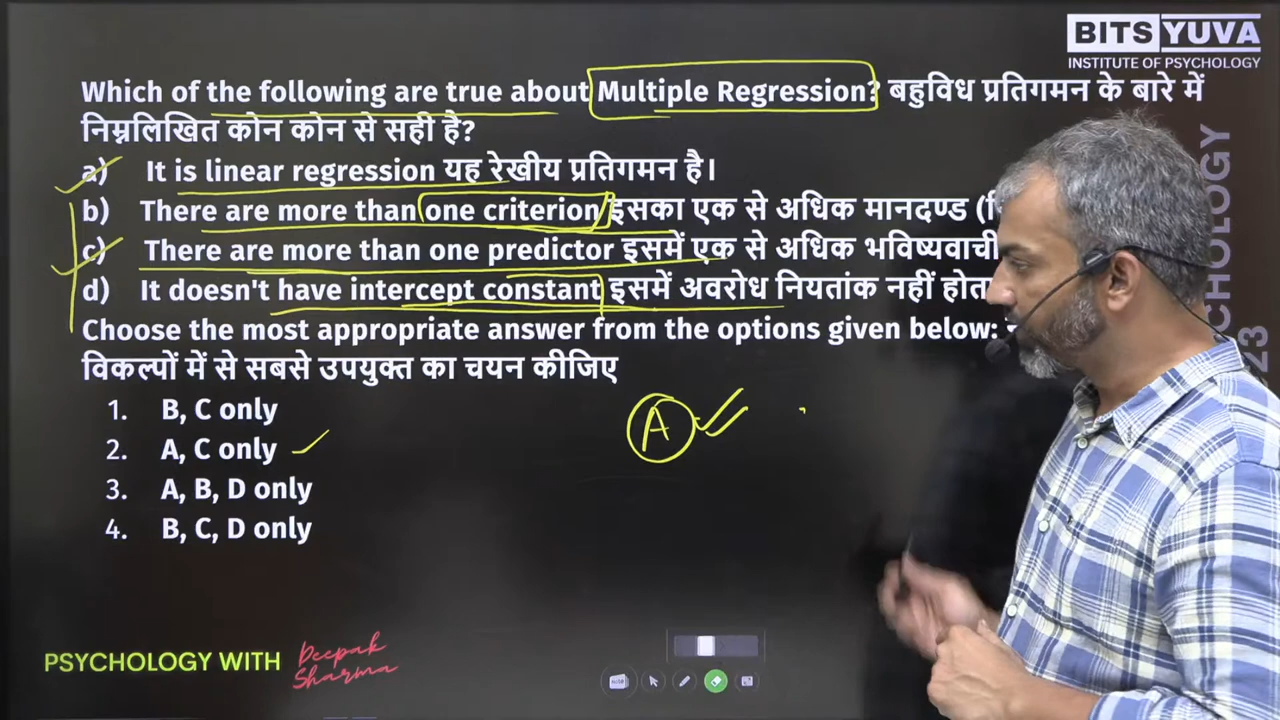 BITS YUVA
INSTITUTE OF PSYCHOLOGY
Which of the following are true about Multiple Regression? बहुविध प्रतिगमन के बारे में
निम्नलिखित कोन कोन से सही है?
a) It is linear regression यह रेखीय प्रतिगमन है।
b) There are more than one criterion इसका एक से अधिक मानदण्ड
c) There are more than one predictor इसमें एक से अधिक भविष्यवाची
d) It doesn't have intercept constant इसमें अवरोध नियतांक नहीं होता
Choose the most appropriate answer from the options given below:
विकल्पों में से सबसे उपयुक्त का चयन कीजिए
1. B, C only
2. A, C only
3. A, B, D only
4. B, C, D only
A
PSYCHOLOGY WITH Deepak
Sharma